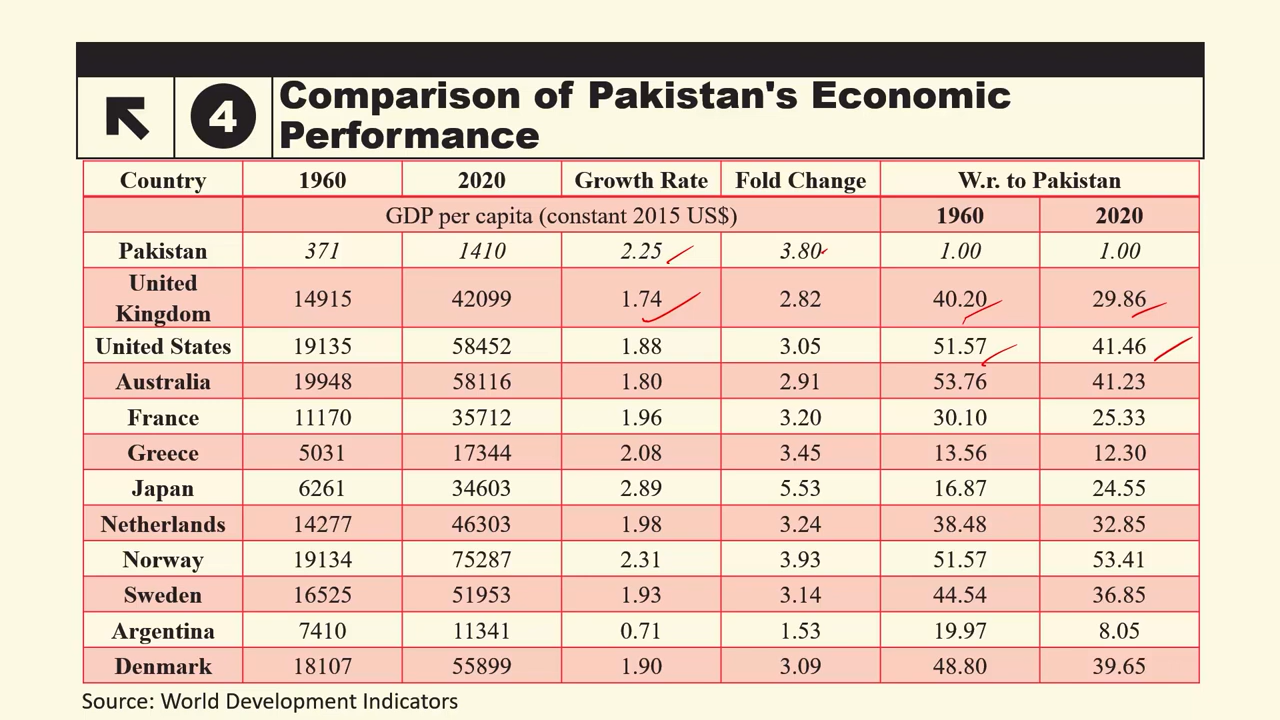 4
Comparison of Pakistan's Economic
Performance
Country 1960 2020 Growth Rate Fold Change W.r. to Pakistan
GDP per capita (constant 2015 US$) 1960 2020
Pakistan 371 1410 2.25 3.80 1.00 1.00
United
Kingdom 14915 42099 1.74 2.82 40.20 29.86
United States 19135 58452 1.88 3.05 51.57 41.46
Australia 19948 58116 1.80 2.91 53.76 41.23
France 11170 35712 1.96 3.20 30.10 25.33
Greece 5031 17344 2.08 3.45 13.56 12.30
Japan 6261 34603 2.89 5.53 16.87 24.55
Netherlands 14277 46303 1.98 3.24 38.48 32.85
Norway 19134 75287 2.31 3.93 51.57 53.41
Sweden 16525 51953 1.93 3.14 44.54 36.85
Argentina 7410 11341 0.71 1.53 19.97 8.05
Denmark 18107 55899 1.90 3.09 48.80 39.65
Source: World Development Indicators